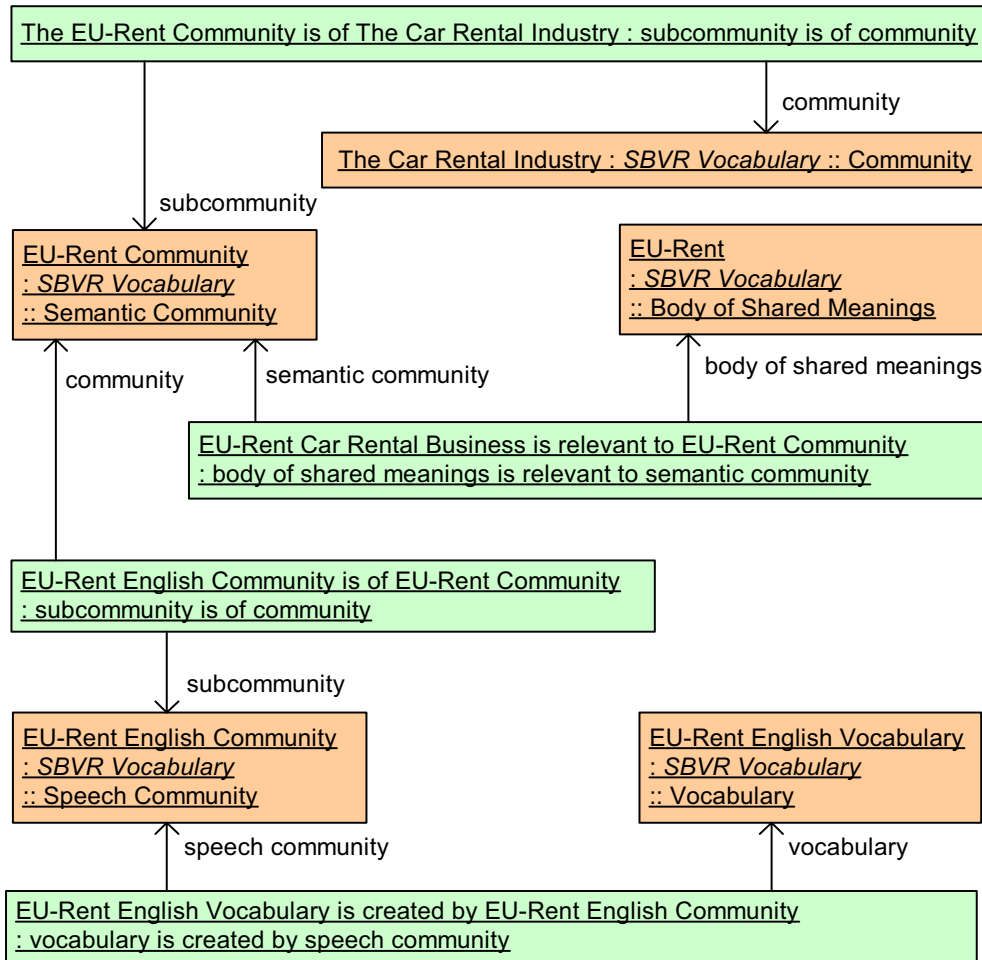 The EU-Rent Community is of The Car Rental Industry : subcommunity is of community
community
The Car Rental Industry : SBVR Vocabulary :: Community
subcommunity
EU-Rent Community
: SBVR Vocabulary
:: Semantic Community
EU-Rent
: SBVR Vocabulary
:: Body of Shared Meanings
community
semantic community
body of shared meanings
EU-Rent Car Rental Business is relevant to EU-Rent Community
: body of shared meanings is relevant to semantic community
EU-Rent English Community is of EU-Rent Community
: subcommunity is of community
subcommunity
EU-Rent English Community
: SBVR Vocabulary
:: Speech Community
EU-Rent English Vocabulary
: SBVR Vocabulary
:: Vocabulary
speech community
vocabulary
EU-Rent English Vocabulary is created by EU-Rent English Community
: vocabulary is created by speech community